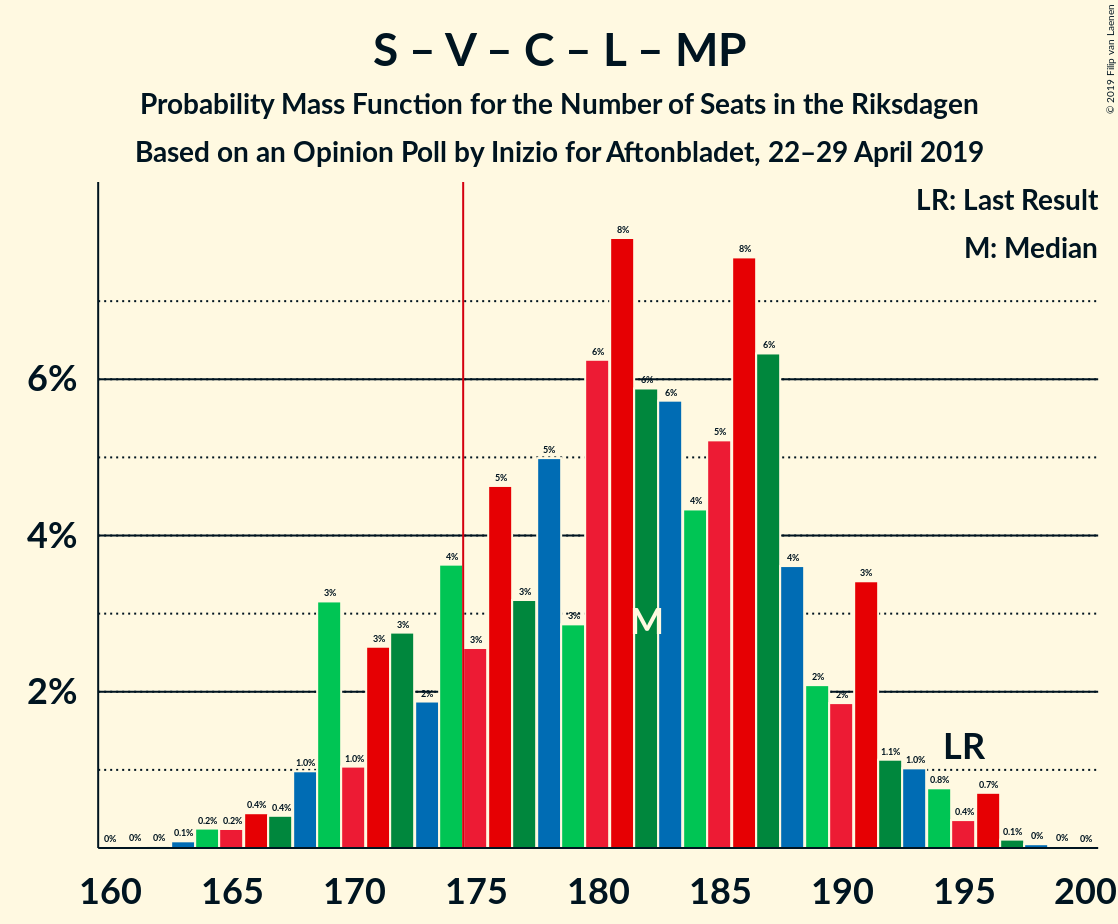 S – V – C – L – MP
Probability Mass Function for the Number of Seats in the Riksdagen
Based on an Opinion Poll by Inizio for Aftonbladet, 22–29 April 2019
© 2019 Filip van Laenen
LR: Last Result
M: Median
6%
4%
2%
0% 0% 0% 0.1% 0.2% 0.2% 0.4% 0.4% 1.0% 3% 1.0% 3% 3% 2% 4% 3% 5% 3% 5% 3% 6% 8% 6% 6% 4% 5% 8% 6% 4% 2% 2% 3% 1.1% 1.0% 0.8% 0.4% 0.7% 0.1% 0% 0% 0%
M
LR
160 165 170 175 180 185 190 195 200